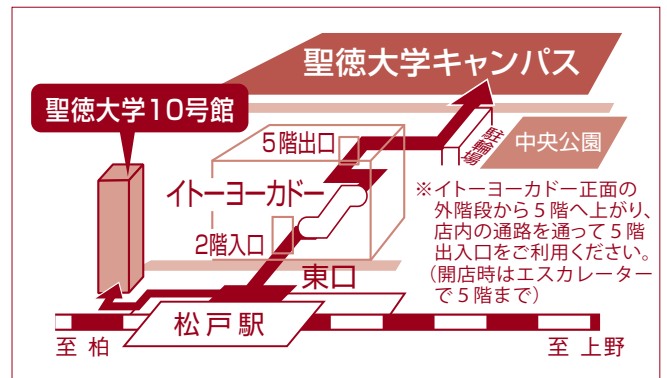 聖徳大学キャンパス
聖徳大学10号館
5階出口
駐輪場
中央公園
イトーヨーカドー
2階入口
※イトーヨーカドー正面の
外階段から5階へ上がり、
店内の通路を通って5階
出入口をご利用ください。
（開店時はエスカレーター
で5階まで）
東口
松戸駅
至 柏
至 上野